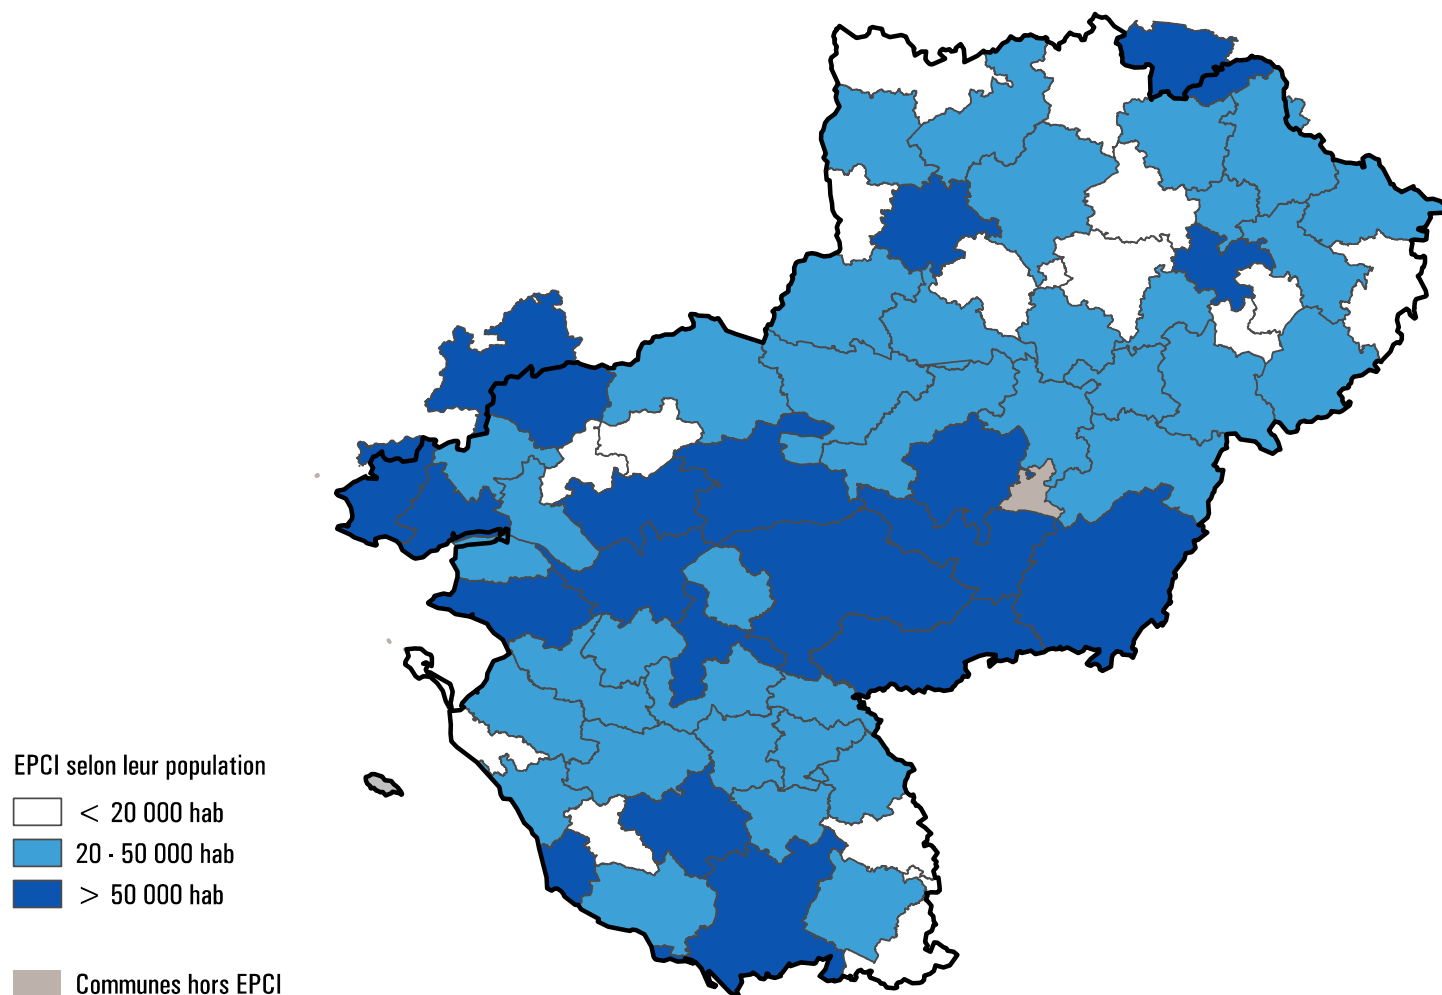 EPCI selon leur population
< 20 000 hab
20 - 50 000 hab
> 50 000 hab
Communes hors EPCI